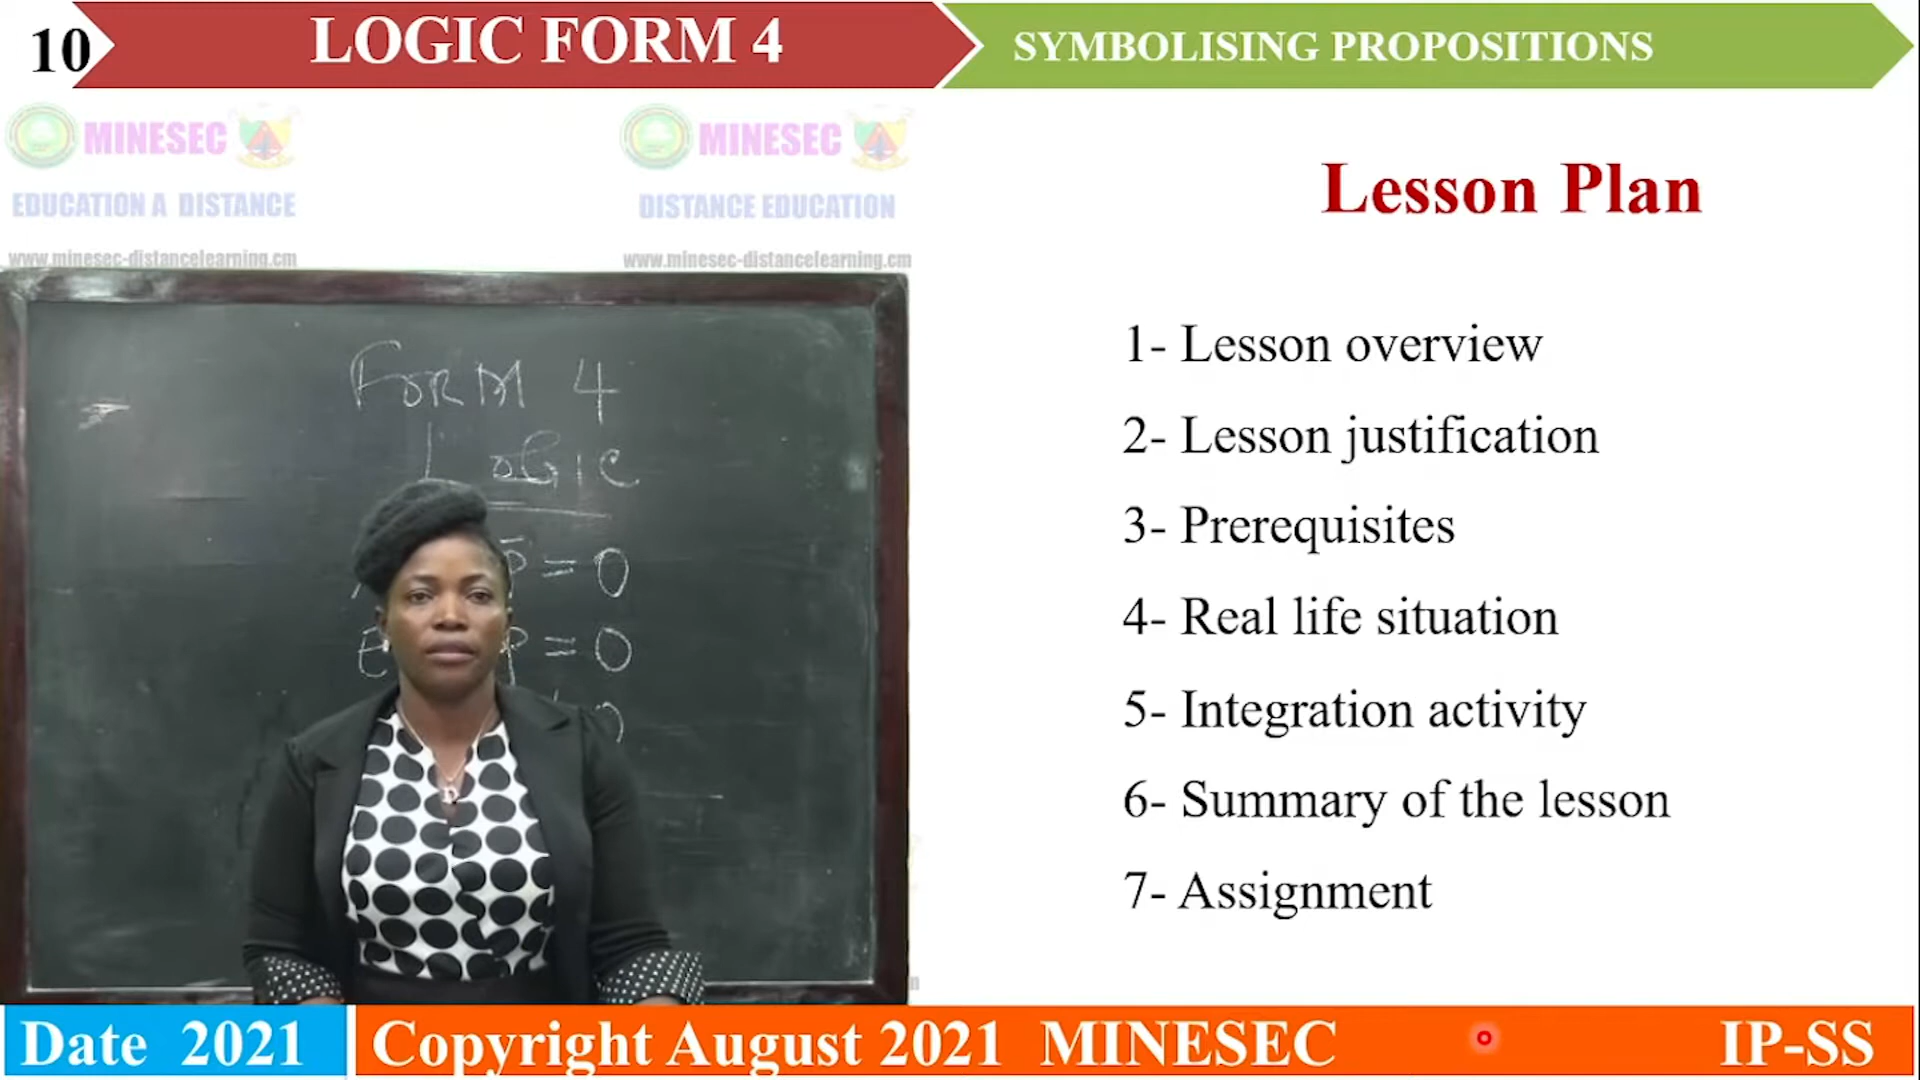 10
LOGIC FORM 4
SYMBOLISING PROPOSITIONS
MINESEC
EDUCATION A DISTANCE
www.minesec-distancelearning.cm
MINESEC
DISTANCE EDUCATION
www.minesec-distancelearning.cm
FORM 4
LOGIC
P̄ = 0
E P = 0
Lesson Plan
1- Lesson overview
2- Lesson justification
3- Prerequisites
4- Real life situation
5- Integration activity
6- Summary of the lesson
7- Assignment
Date 2021
Copyright August 2021 MINESEC
IP-SS